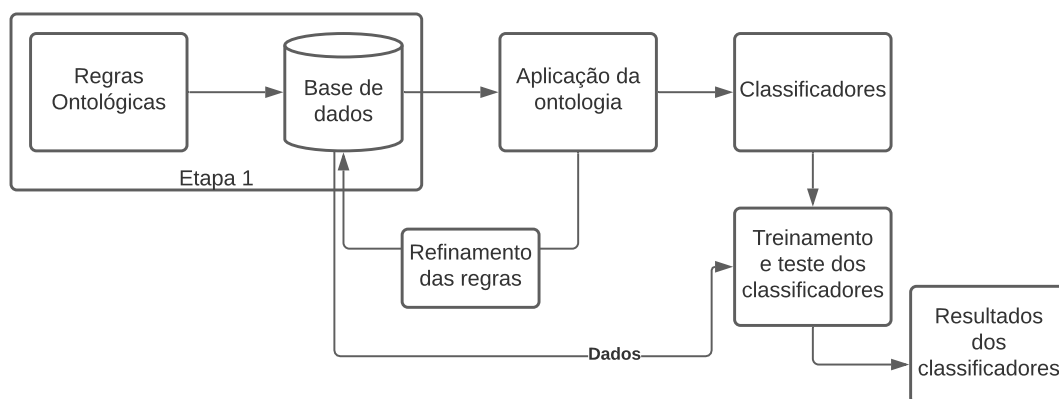 Regras
Ontológicas
Base de
dados
Etapa 1
Aplicação da
ontologia
Classificadores
Refinamento
das regras
Treinamento
e teste dos
classificadores
Dados
Resultados
dos
classificadores